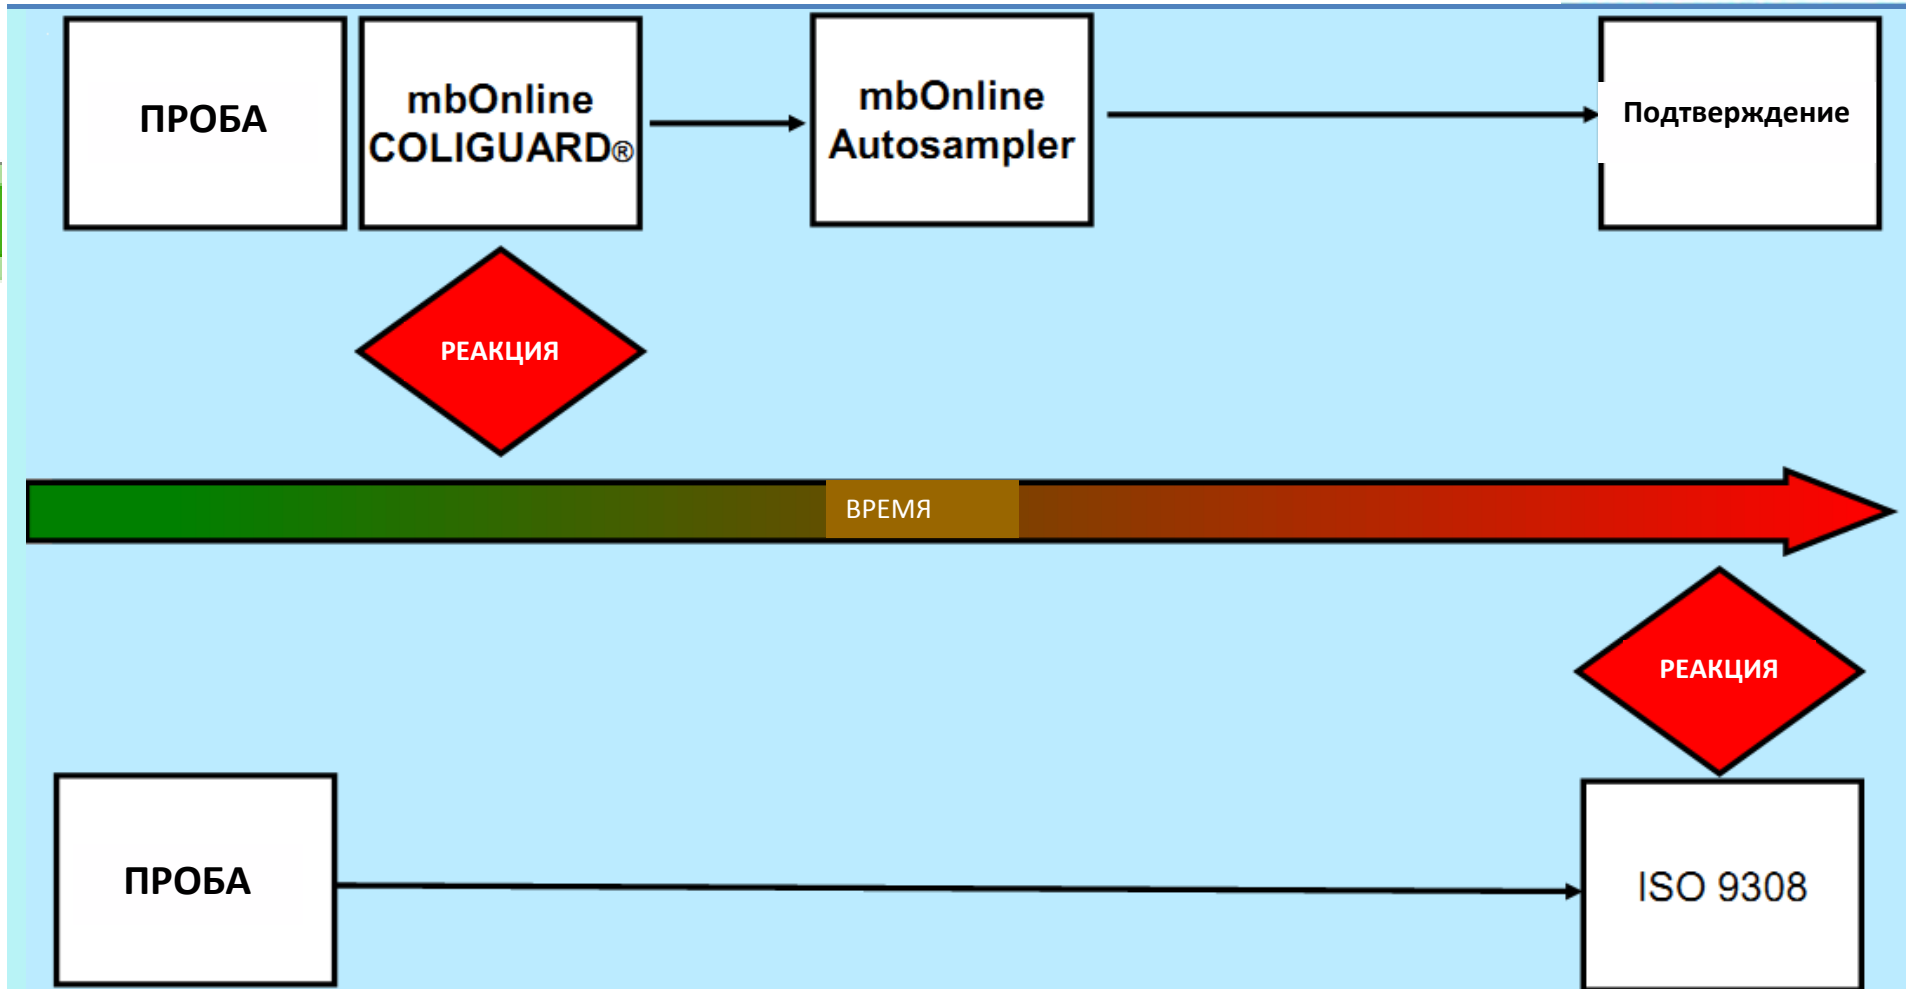 ПРОБА
mbOnline
COLIGUARD®
mbOnline
Autosampler
Подтверждение
РЕАКЦИЯ
ВРЕМЯ
РЕАКЦИЯ
ПРОБА
ISO 9308